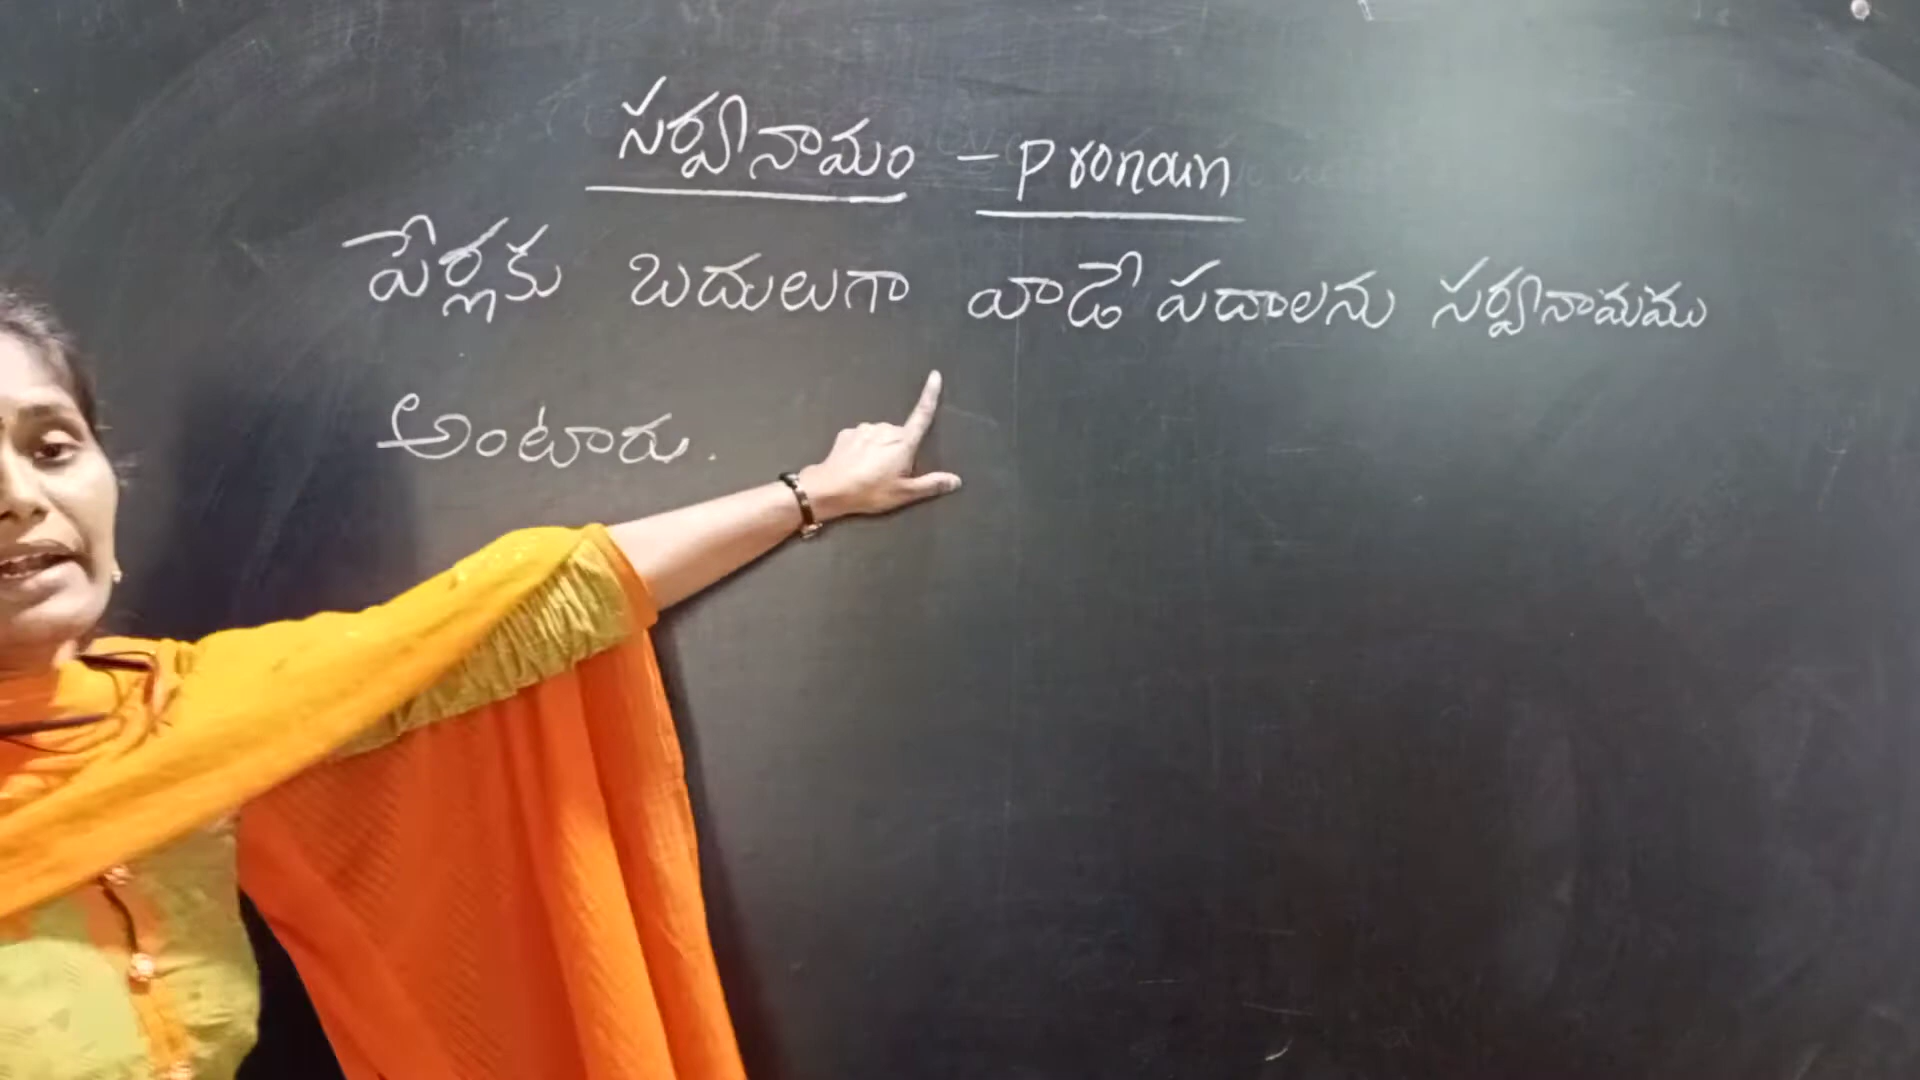 సర్వనామం - pronoun
పేర్లకు బదులుగా వాడే పదాలను సర్వనామము
అంటారు.